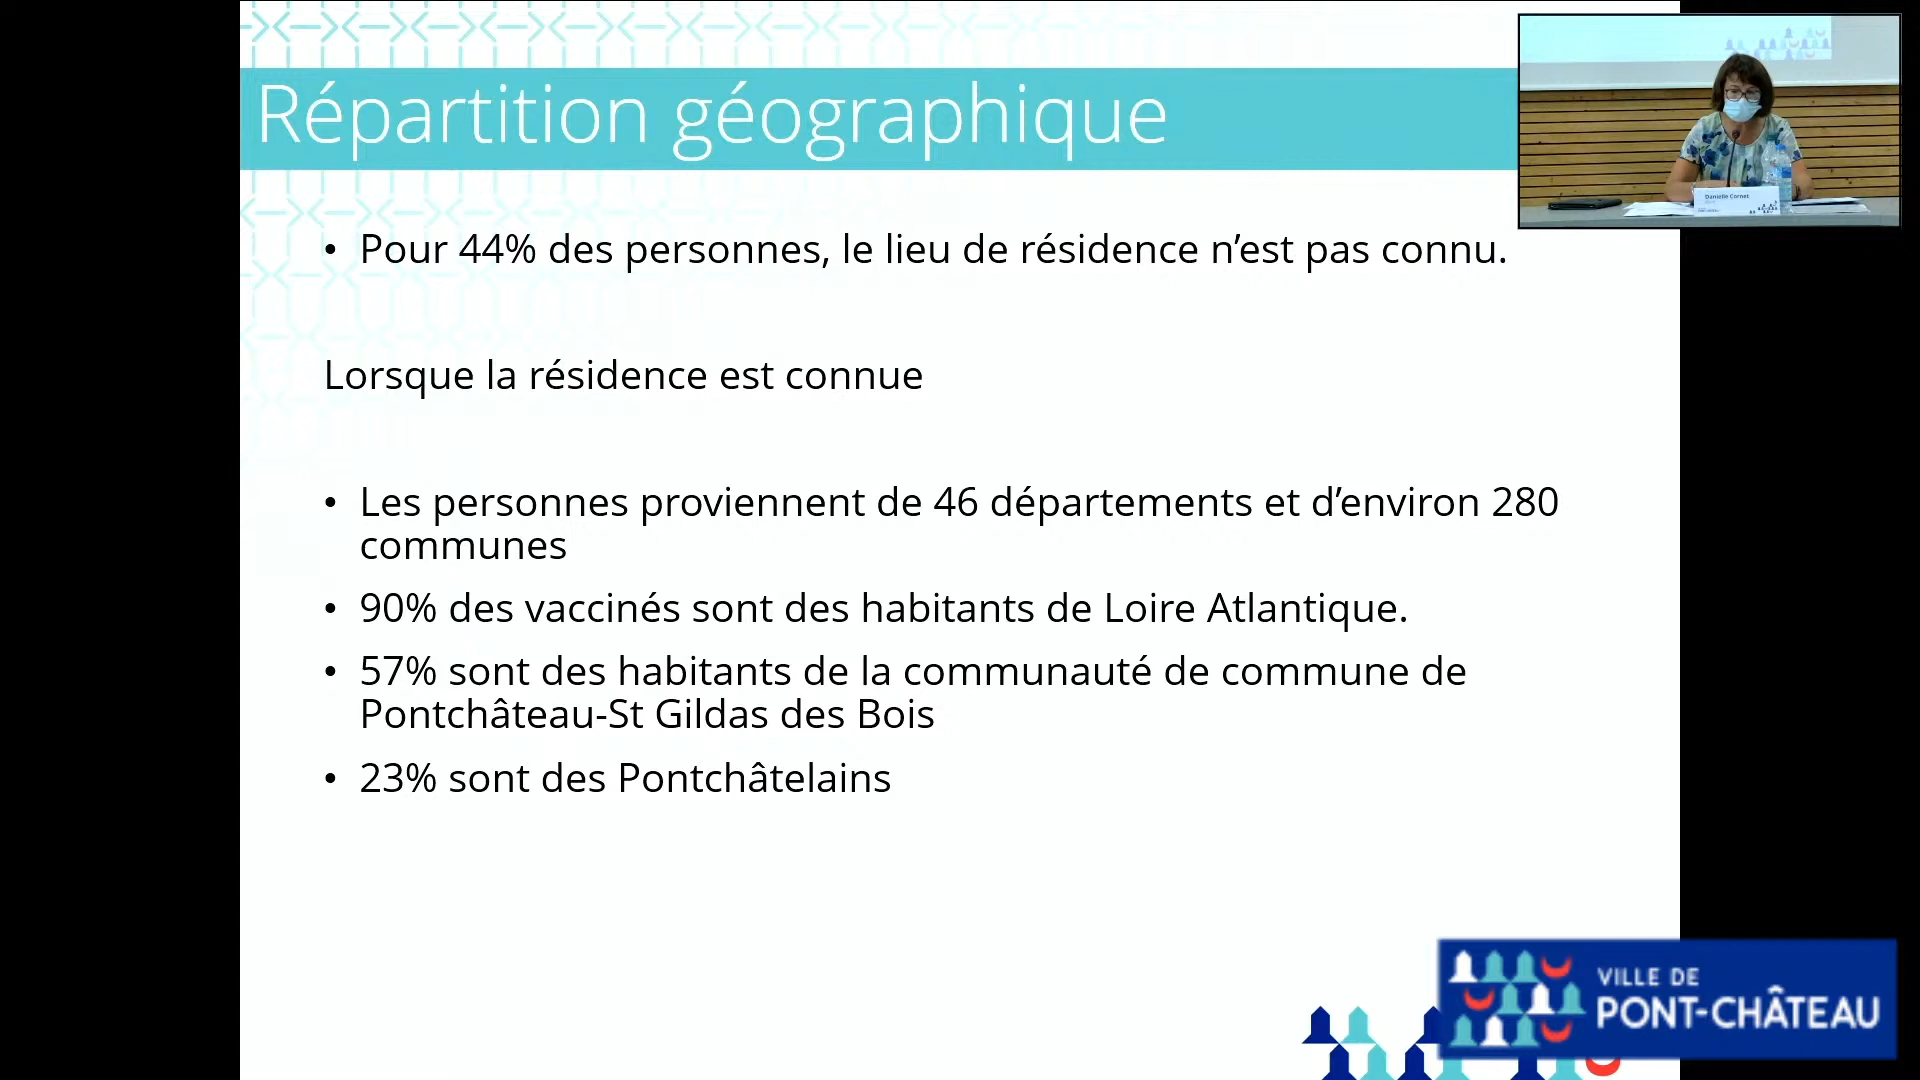 Répartition géographique
Danielle Cornet
• Pour 44% des personnes, le lieu de résidence n’est pas connu.
Lorsque la résidence est connue
• Les personnes proviennent de 46 départements et d’environ 280
communes
• 90% des vaccinés sont des habitants de Loire Atlantique.
• 57% sont des habitants de la communauté de commune de
Pontchâteau-St Gildas des Bois
• 23% sont des Pontchâtelains
VILLE DE
PONT-CHÂTEAU